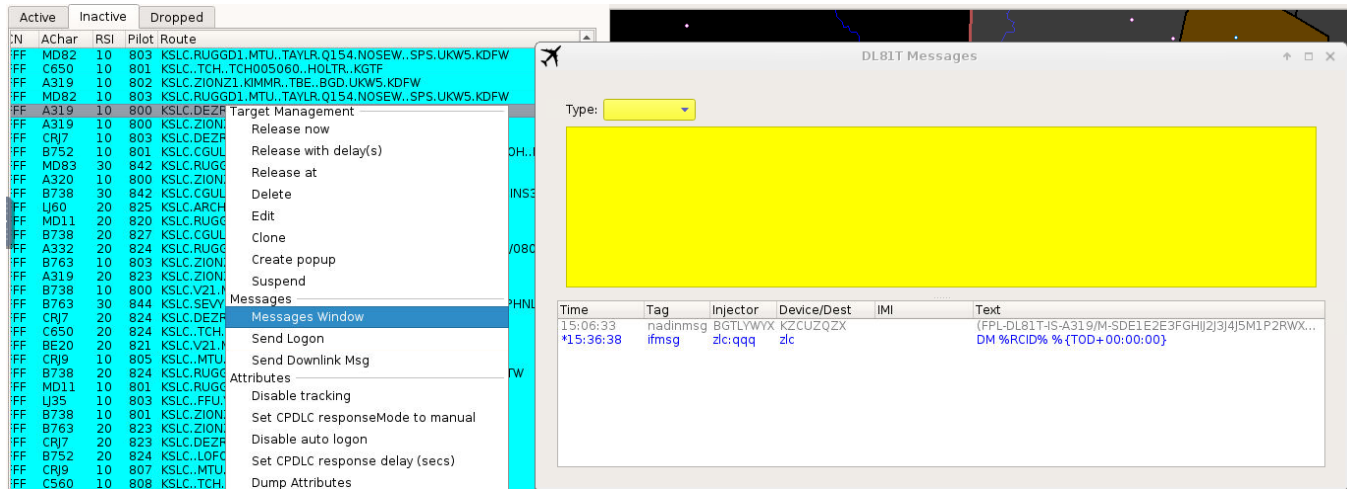 Active Inactive Dropped
:N AChar RSI Pilot Route
FF MD82 10 803 KSLC.RUGGD1.MTU..TAYLR.Q154.NOSEW..SPS.UKW5.KDFW
FF C650 10 801 KSLC..TCH..TCH005060..HOLTR..KGTF
FF A319 10 802 KSLC.ZIONZ1.KIMMR..TBE..BGD.UKW5.KDFW
FF MD82 10 803 KSLC.RUGGD1.MTU..TAYLR.Q154.NOSEW..SPS.UKW5.KDFW
FF A319 10 800 KSLC.DEZR
FF A319 10 800 KSLC.ZION
FF CRJ7 10 803 KSLC.DEZR
FF B752 10 801 KSLC.CGUL OH..
FF MD83 30 842 KSLC.RUGG
FF A320 10 800 KSLC.ZION
FF B738 30 842 KSLC.CGUL INS3
FF LJ60 20 825 KSLC.ARCH
FF MD11 20 820 KSLC.RUGG
FF B738 20 827 KSLC.CGUL
FF A332 20 824 KSLC.RUGG /080
FF B763 10 803 KSLC.ZION
FF A319 20 823 KSLC.ZION
FF B738 10 800 KSLC.V21.
FF B763 30 844 KSLC.SEVY PHNL
FF CRJ7 20 824 KSLC.DEZR
FF C650 20 824 KSLC..TCH.
FF BE20 20 821 KSLC.V21.
FF CRJ9 10 805 KSLC..MTU.
FF B738 20 824 KSLC.RUGG TW
FF MD11 10 801 KSLC.RUGG
FF LJ35 10 803 KSLC..FFU.
FF B738 10 801 KSLC.ZION
FF B763 20 823 KSLC.ZION
FF CRJ7 20 823 KSLC.DEZR
FF B752 20 824 KSLC..LOFO
FF CRJ9 10 807 KSLC..MTU.
FF C560 10 808 KSLC..TCH.
Target Management
Release now
Release with delay(s)
Release at
Delete
Edit
Clone
Create popup
Suspend
Messages
Messages Window
Send Logon
Send Downlink Msg
Attributes
Disable tracking
Set CPDLC responseMode to manual
Disable auto logon
Set CPDLC response delay (secs)
Dump Attributes
DL81T Messages
Type:
Time Tag Injector Device/Dest IMI Text
15:06:33 nadinmsg BGTLYWYX KZCUZQZX (FPL-DL81T-IS-A319/M-SDE1E2E3FGHIJ2J3J4J5M1P2RWX...
*15:36:38 ifmsg zlc:qqq zlc DM %RCID% %{TOD+00:00:00}